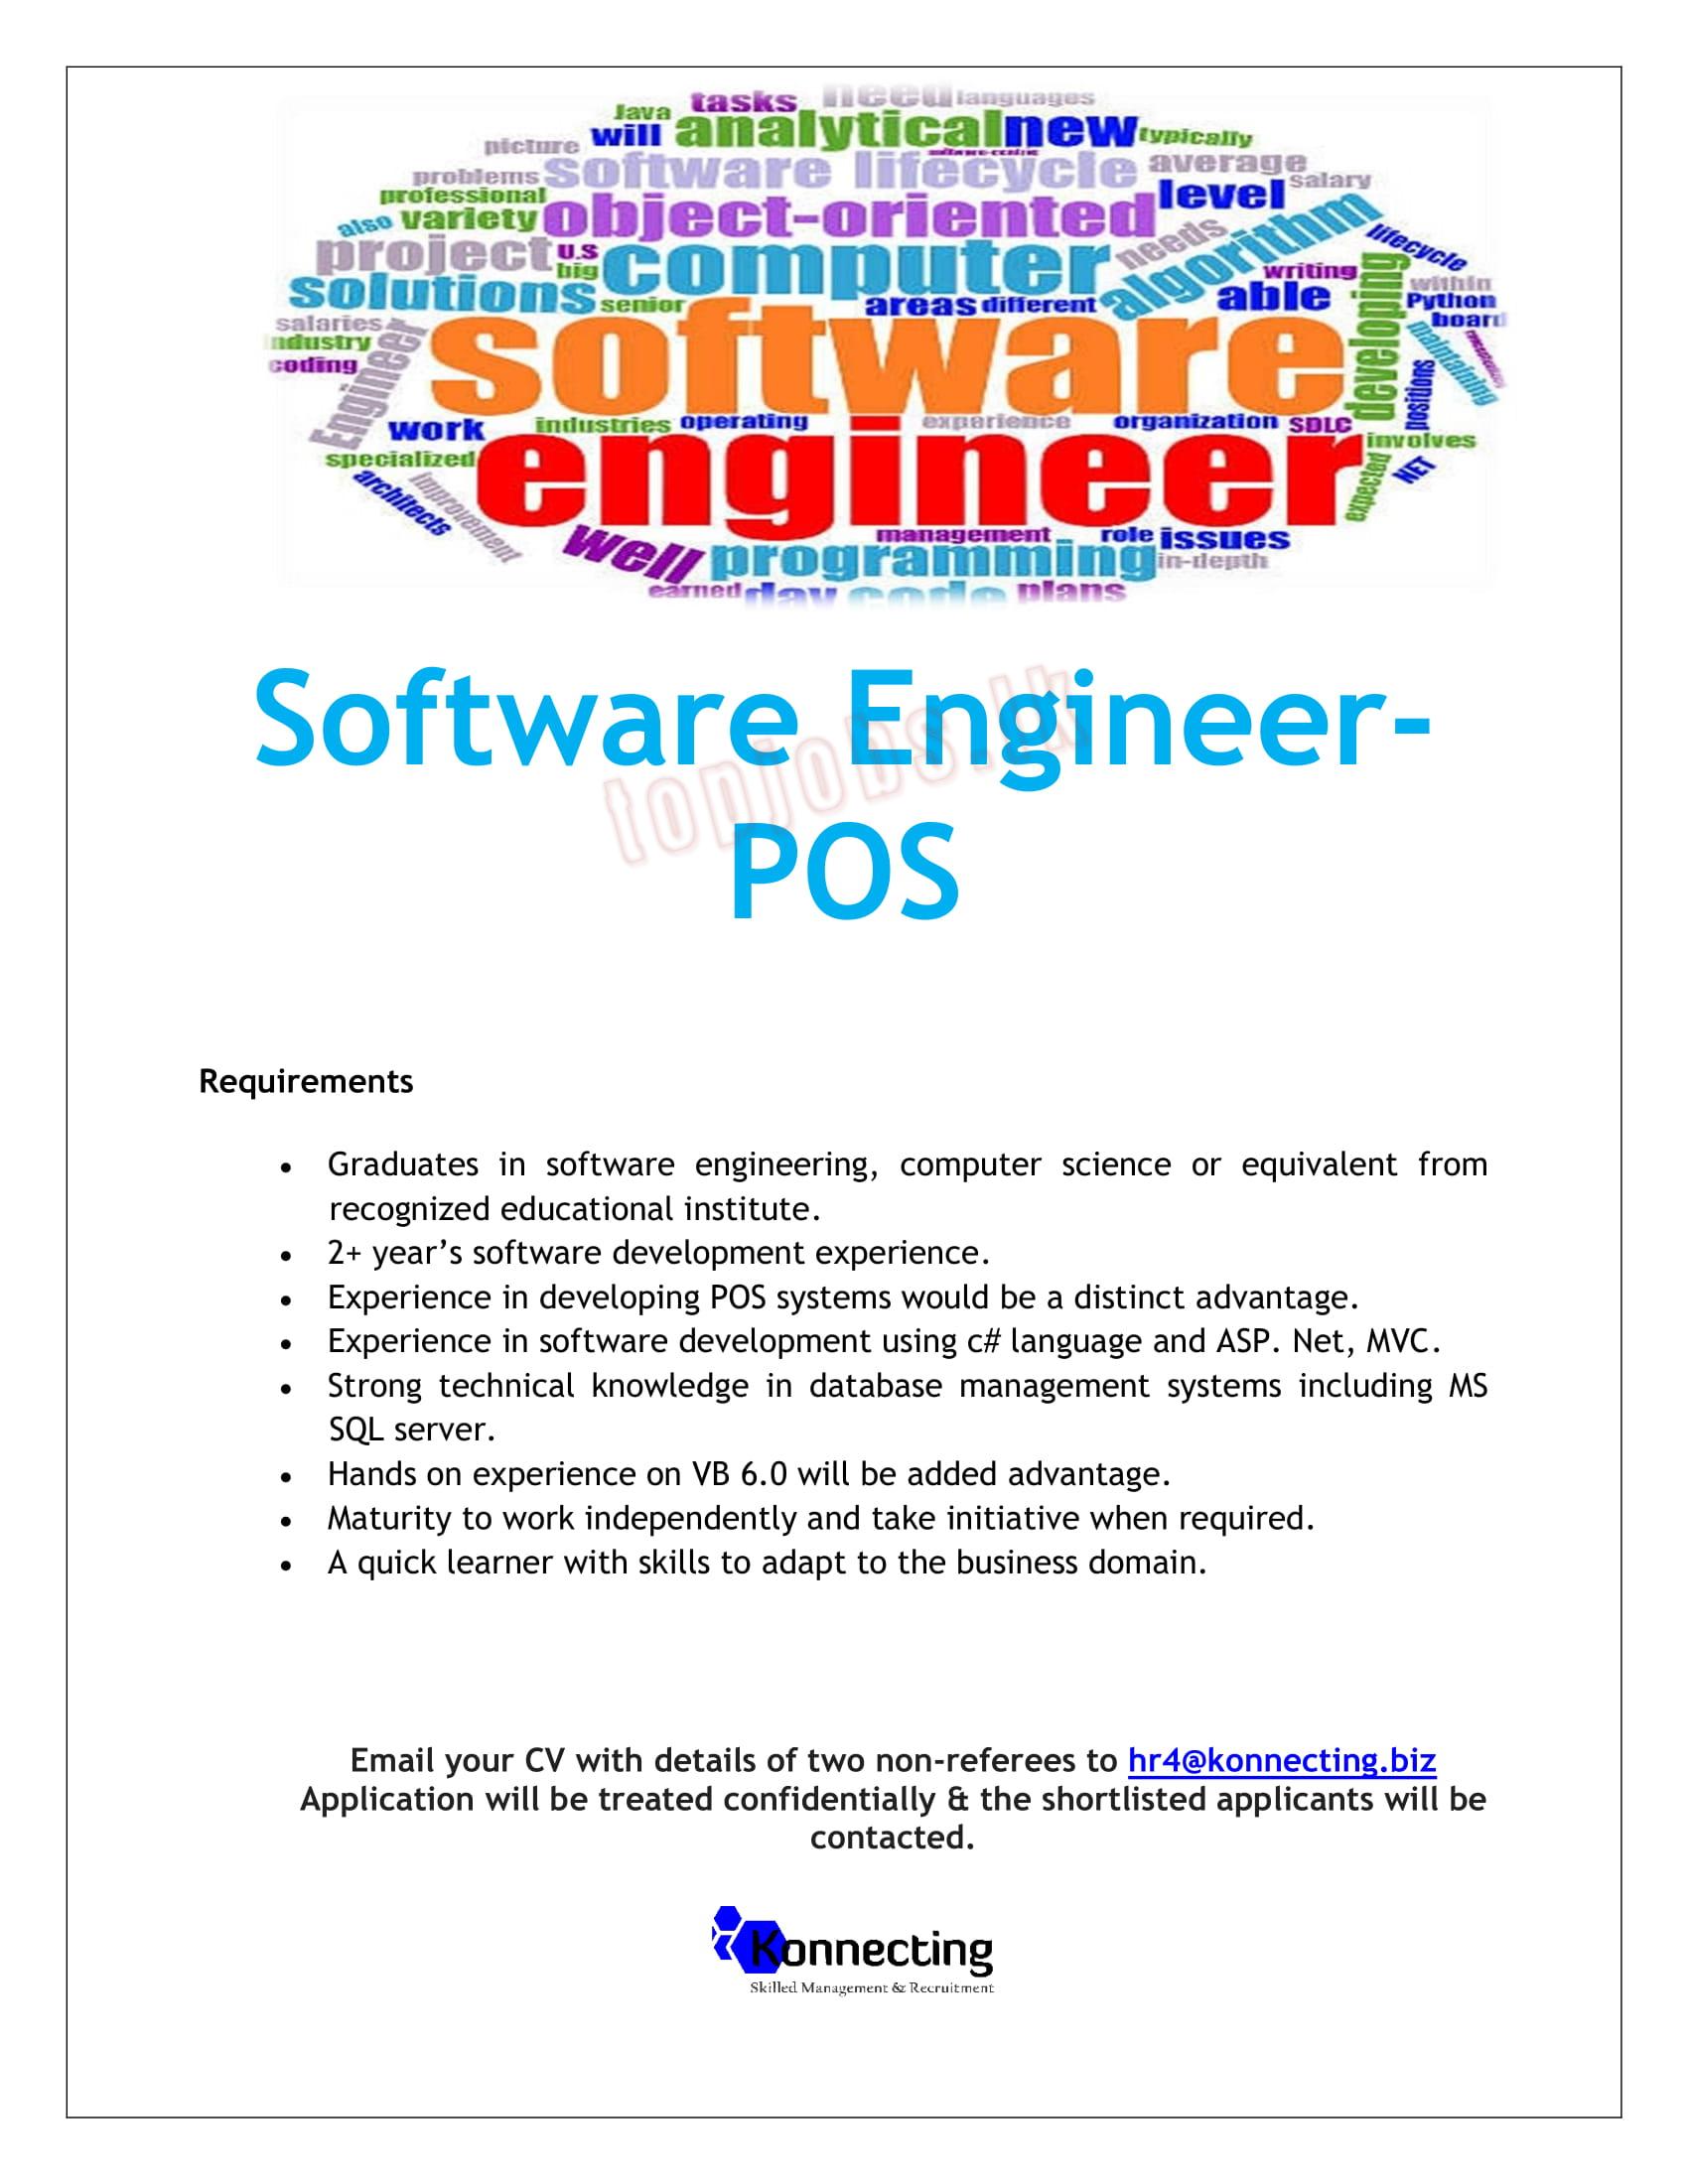 tasks need languages
Java
will analytical new typically
picture
software lifecycle average
problems salary
professional level
also variety object-oriented
needs algorithm lifecycle
project U.S computer writing
big within
solutions senior areas different able Python
salaries developing board
industry software maintaining
coding Engineer positions
work industries operating experience organization SDLC
specialized engineer involves
expected NET
architects improvement
well management role issues
programming in-depth
earned day code plans
Software Engineer-
POS
topjobs.lk
Requirements
• Graduates in software engineering, computer science or equivalent from
recognized educational institute.
• 2+ year’s software development experience.
• Experience in developing POS systems would be a distinct advantage.
• Experience in software development using c# language and ASP. Net, MVC.
• Strong technical knowledge in database management systems including MS
SQL server.
• Hands on experience on VB 6.0 will be added advantage.
• Maturity to work independently and take initiative when required.
• A quick learner with skills to adapt to the business domain.
Email your CV with details of two non-referees to hr4@konnecting.biz
Application will be treated confidentially & the shortlisted applicants will be
contacted.
Konnecting
Skilled Management & Recruitment